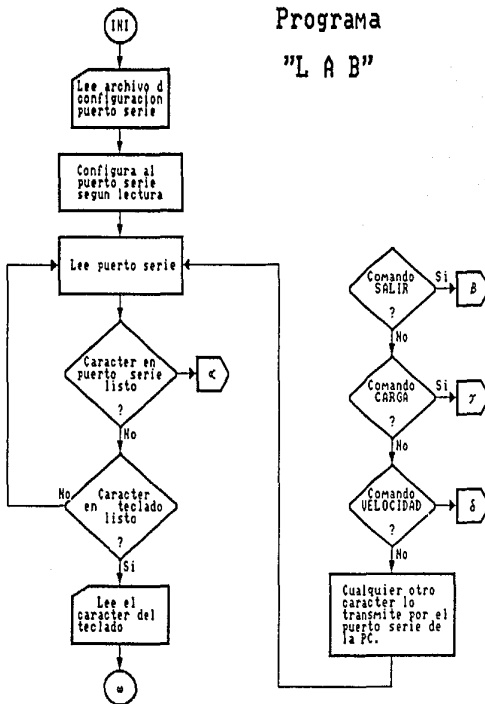 Programa
"L A B"
INI
Lee archivo d
configuracion
puerto serie
Configura al
puerto serie
segun lectura
Lee puerto serie
Caracter en
puerto serie
listo
?
α
No
No
Caracter
en teclado
listo
?
Si
Lee el
caracter del
teclado
ω
Comando
SALIR
?
Si
β
No
Comando
CARGA
?
Si
γ
No
Comando
VELOCIDAD
?
δ
No
Cualquier otro
caracter lo
transmite por el
puerto serie de
la PC.